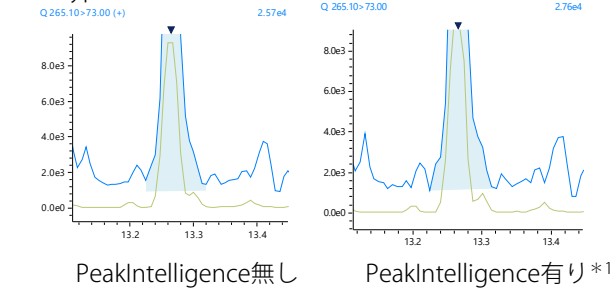 Q 265.10>73.00 (+) 2.57e4
8.0e3
6.0e3
4.0e3
2.0e3
0.0e0
13.2 13.3 13.4
PeakIntelligence無し
Q 265.10>73.00 2.76e4
8.0e3
6.0e3
4.0e3
2.0e3
0.0e0
13.2 13.3 13.4
PeakIntelligence有り*1